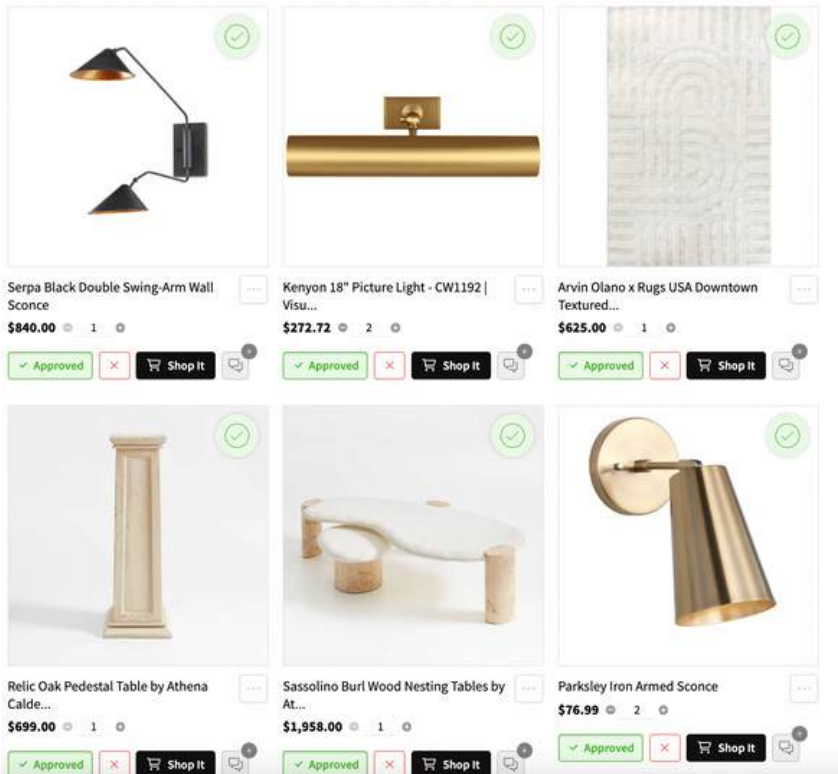 Serpa Black Double Swing-Arm Wall
Sconce
$840.00 1
Approved Shop It
Kenyon 18" Picture Light - CW1192 |
Visu...
$272.72 2
Approved Shop It
Arvin Olano x Rugs USA Downtown
Textured...
$625.00 1
Approved Shop It
Relic Oak Pedestal Table by Athena
Calde...
$699.00 1
Approved Shop It
Sassolino Burl Wood Nesting Tables by
At...
$1,958.00 1
Approved Shop It
Parksley Iron Armed Sconce
$76.99 2
Approved Shop It